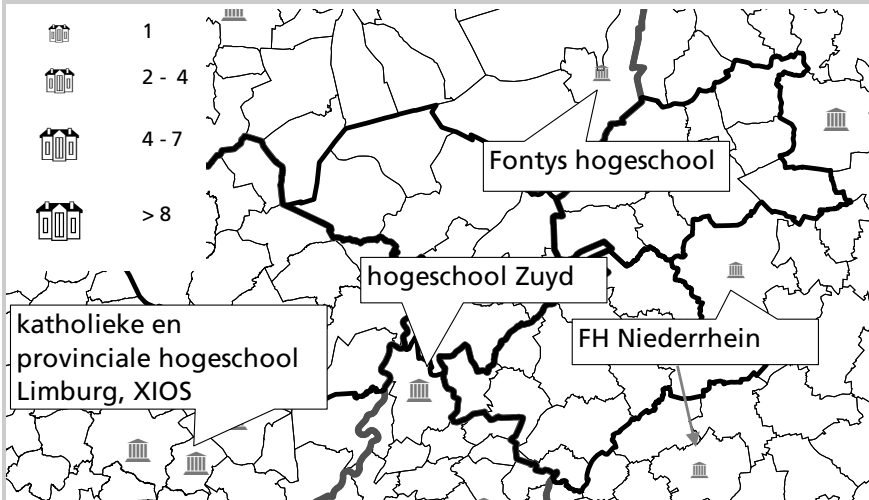 1
2 - 4
4 - 7
> 8
Fontys hogeschool
hogeschool Zuyd
katholieke en
provinciale hogeschool
Limburg, XIOS
FH Niederrhein